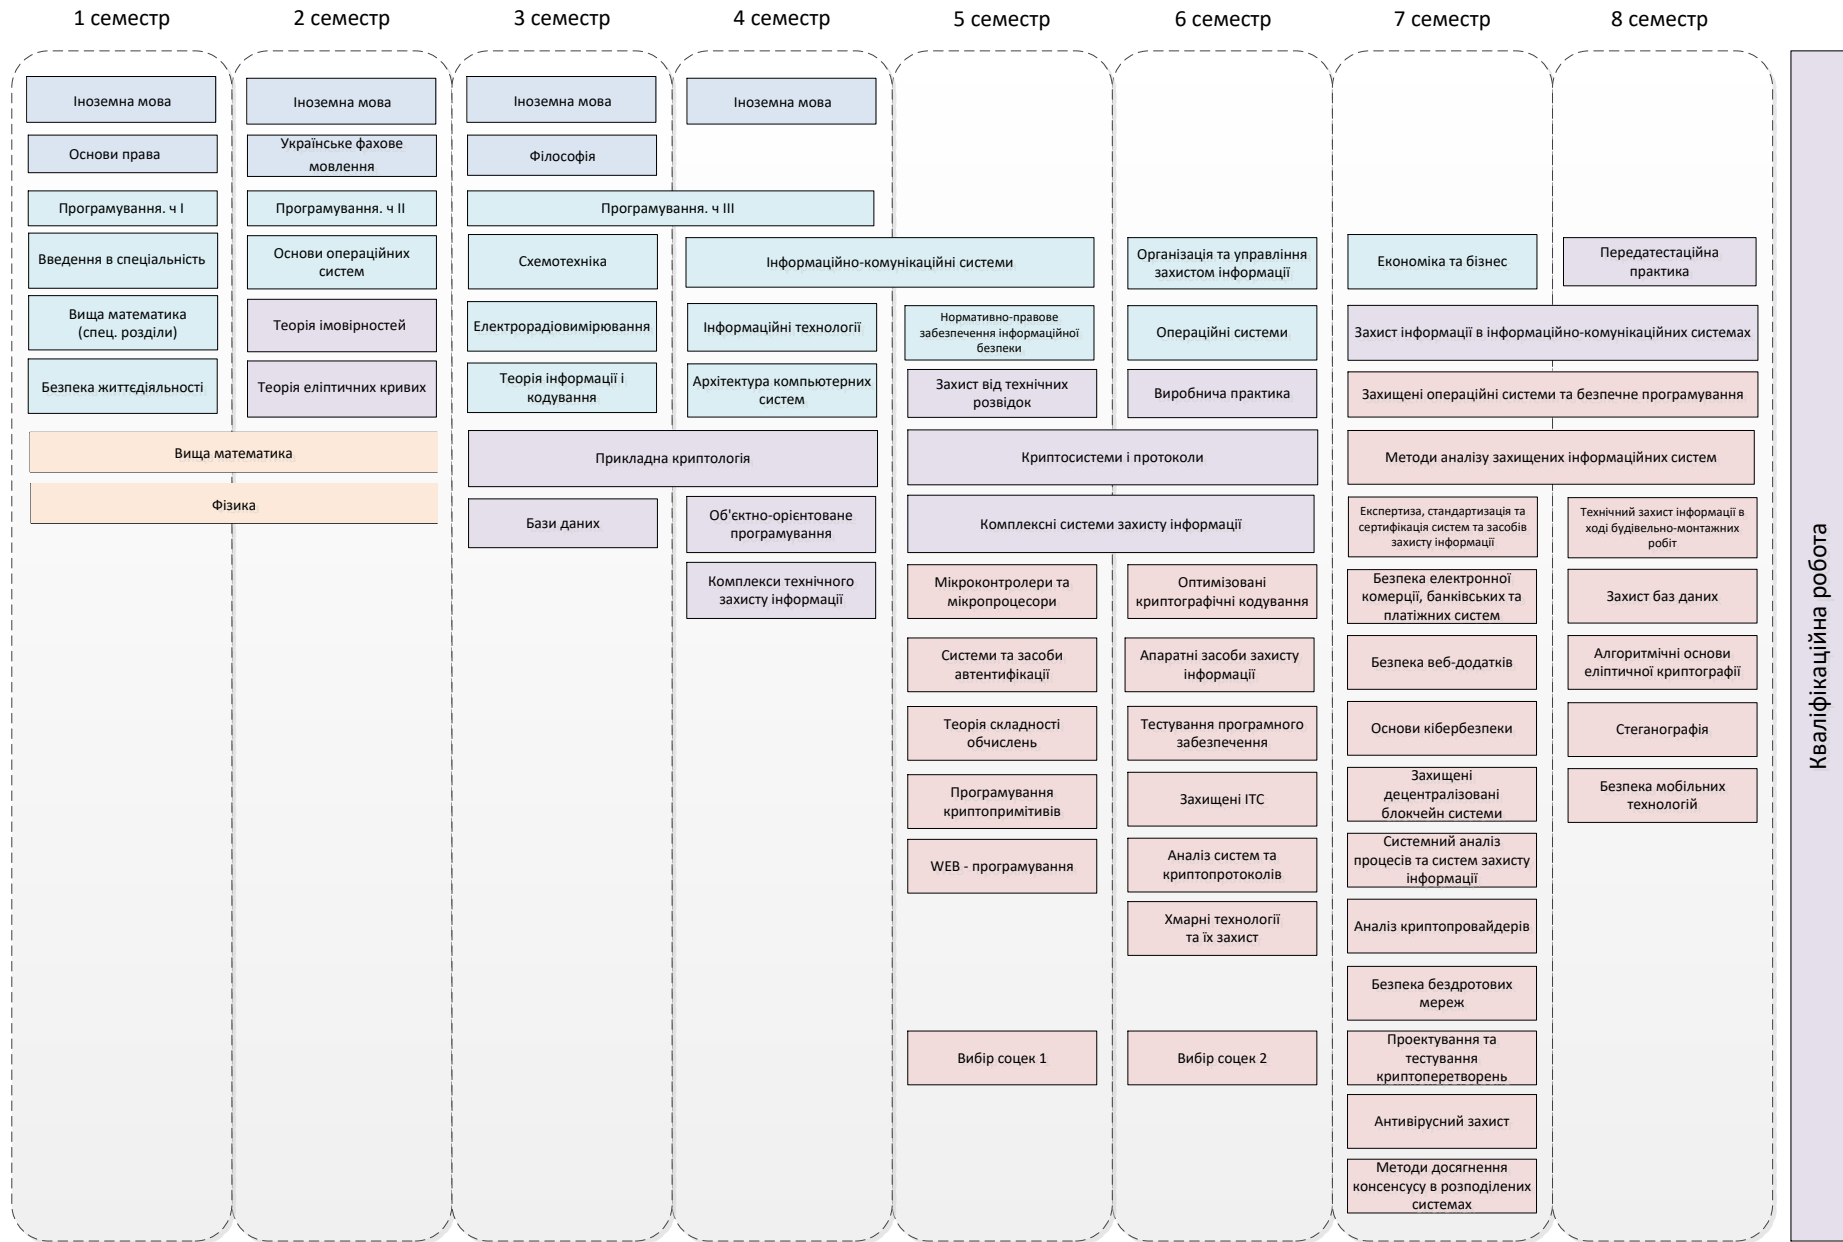 1 семестр
2 семестр
3 семестр
4 семестр
5 семестр
6 семестр
7 семестр
8 семестр
Іноземна мова
Основи права
Програмування. ч І
Введення в спеціальність
Вища математика
(спец. розділи)
Безпека життєдіяльності
Вища математика
Фізика
Іноземна мова
Українське фахове
мовлення
Програмування. ч ІІ
Основи операційних
систем
Теорія імовірностей
Теорія еліптичних кривих
Іноземна мова
Філософія
Програмування. ч ІІІ
Схемотехніка
Електрорадіовимірювання
Теорія інформації і
кодування
Прикладна криптологія
Бази даних
Іноземна мова
Інформаційно-комунікаційні системи
Інформаційні технології
Архітектура компьютерних
систем
Об'єктно-орієнтоване
програмування
Комплекси технічного
захисту інформації
Нормативно-правове
забезпечення інформаційної
безпеки
Захист від технічних
розвідок
Криптосистеми і протоколи
Комплексні системи захисту інформації
Мікроконтролери та
мікропроцесори
Системи та засоби
автентифікації
Теорія складності
обчислень
Програмування
криптопримітивів
WEB - програмування
Вибір соцек 1
Організація та управління
захистом інформації
Операційні системи
Виробнича практика
Оптимізовані
криптографічні кодування
Апаратні засоби захисту
інформації
Тестування програмного
забезпечення
Захищені ІТС
Аналіз систем та
криптопротоколів
Хмарні технології
та їх захист
Вибір соцек 2
Економіка та бізнес
Захист інформації в інформаційно-комунікаційних системах
Захищені операційні системи та безпечне програмування
Методи аналізу захищених інформаційних систем
Експертиза, стандартизація та
сертифікація систем та засобів
захисту інформації
Безпека електронної
комерції, банківських та
платіжних систем
Безпека веб-додатків
Основи кібербезпеки
Захищені
децентралізовані
блокчейн системи
Системний аналіз
процесів та систем захисту
інформації
Аналіз криптопровайдерів
Безпека бездротових
мереж
Проектування та
тестування
криптоперетворень
Антивірусний захист
Методи досягнення
консенсусу в розподілених
системах
Передатестаційна
практика
Технічний захист інформації в
ході будівельно-монтажних
робіт
Захист баз даних
Алгоритмічні основи
еліптичної криптографії
Стеганографія
Безпека мобільних
технологій
Кваліфікаційна робота